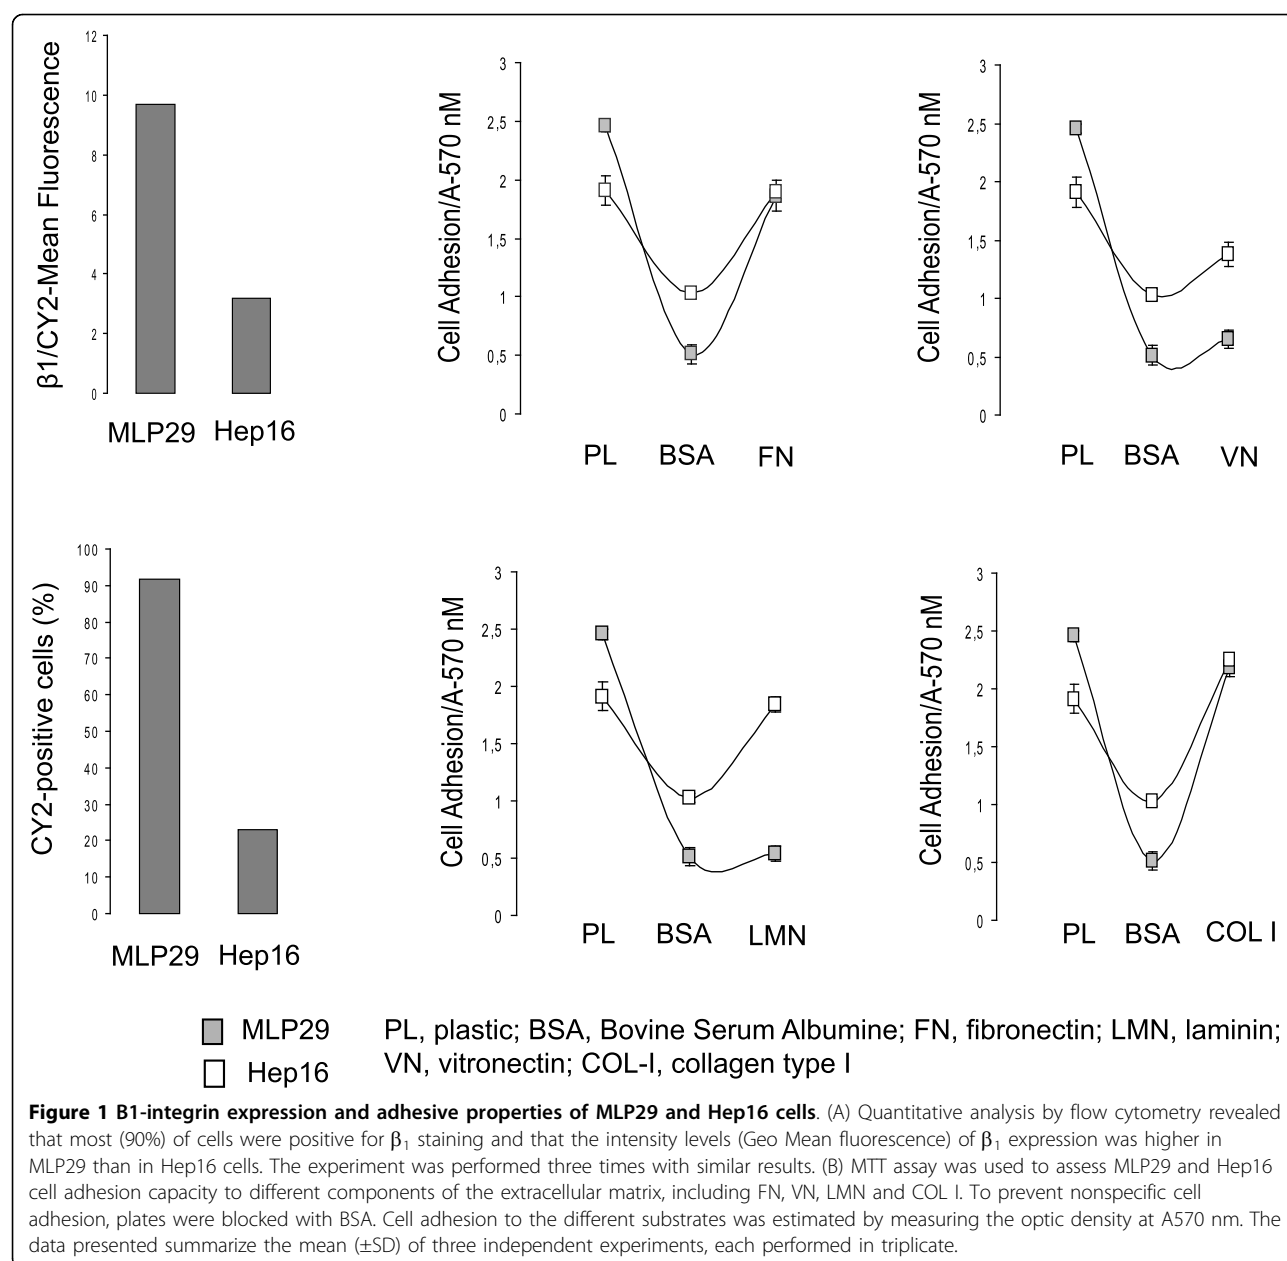 12
10
8
6
4
2
0
β1/CY2-Mean Fluorescence
MLP29 Hep16
3
2,5
2
1,5
1
0,5
0
Cell Adhesion/A-570 nM
PL BSA FN
3
2,5
2
1,5
1
0,5
0
Cell Adhesion/A-570 nM
PL BSA VN
100
90
80
70
60
50
40
30
20
10
0
CY2-positive cells (%)
MLP29 Hep16
3
2,5
2
1,5
1
0,5
0
Cell Adhesion/A-570 nM
PL BSA LMN
3
2,5
2
1,5
1
0,5
0
Cell Adhesion/A-570 nM
PL BSA COL I
MLP29
Hep16
PL, plastic; BSA, Bovine Serum Albumine; FN, fibronectin; LMN, laminin;
VN, vitronectin; COL-I, collagen type I
Figure 1 B1-integrin expression and adhesive properties of MLP29 and Hep16 cells. (A) Quantitative analysis by flow cytometry revealed
that most (90%) of cells were positive for β1 staining and that the intensity levels (Geo Mean fluorescence) of β1 expression was higher in
MLP29 than in Hep16 cells. The experiment was performed three times with similar results. (B) MTT assay was used to assess MLP29 and Hep16
cell adhesion capacity to different components of the extracellular matrix, including FN, VN, LMN and COL I. To prevent nonspecific cell
adhesion, plates were blocked with BSA. Cell adhesion to the different substrates was estimated by measuring the optic density at A570 nm. The
data presented summarize the mean (±SD) of three independent experiments, each performed in triplicate.